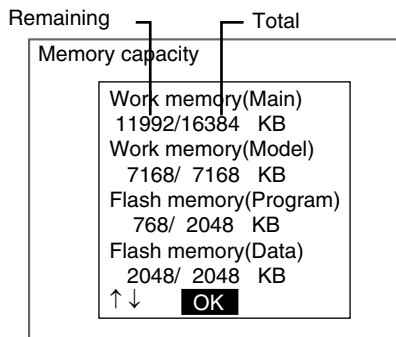 Remaining Total
Memory capacity
Work memory(Main)
11992/16384 KB
Work memory(Model)
7168/ 7168 KB
Flash memory(Program)
768/ 2048 KB
Flash memory(Data)
2048/ 2048 KB
↑↓ OK